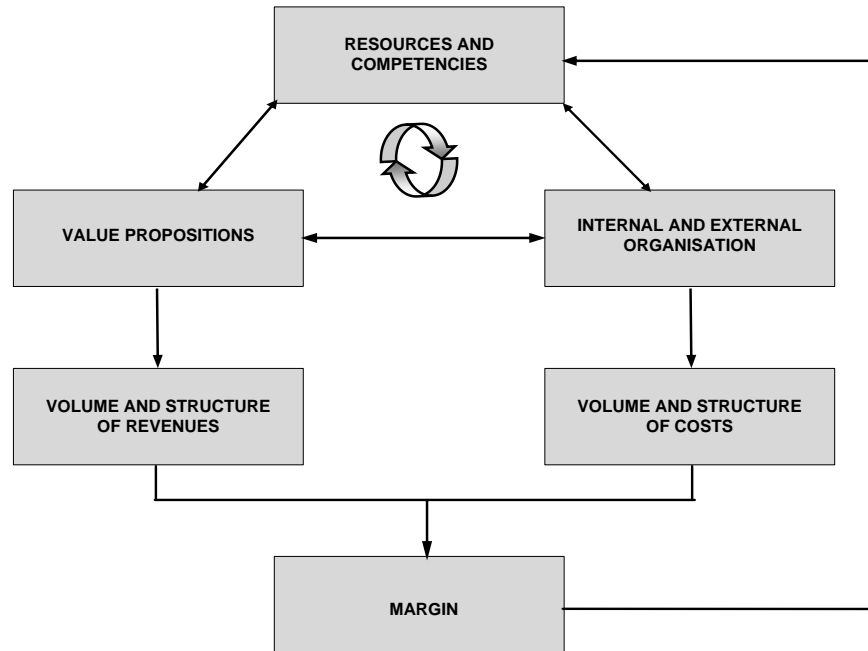 RESOURCES AND
COMPETENCIES
VALUE PROPOSITIONS
INTERNAL AND EXTERNAL
ORGANISATION
VOLUME AND STRUCTURE
OF REVENUES
VOLUME AND STRUCTURE
OF COSTS
MARGIN